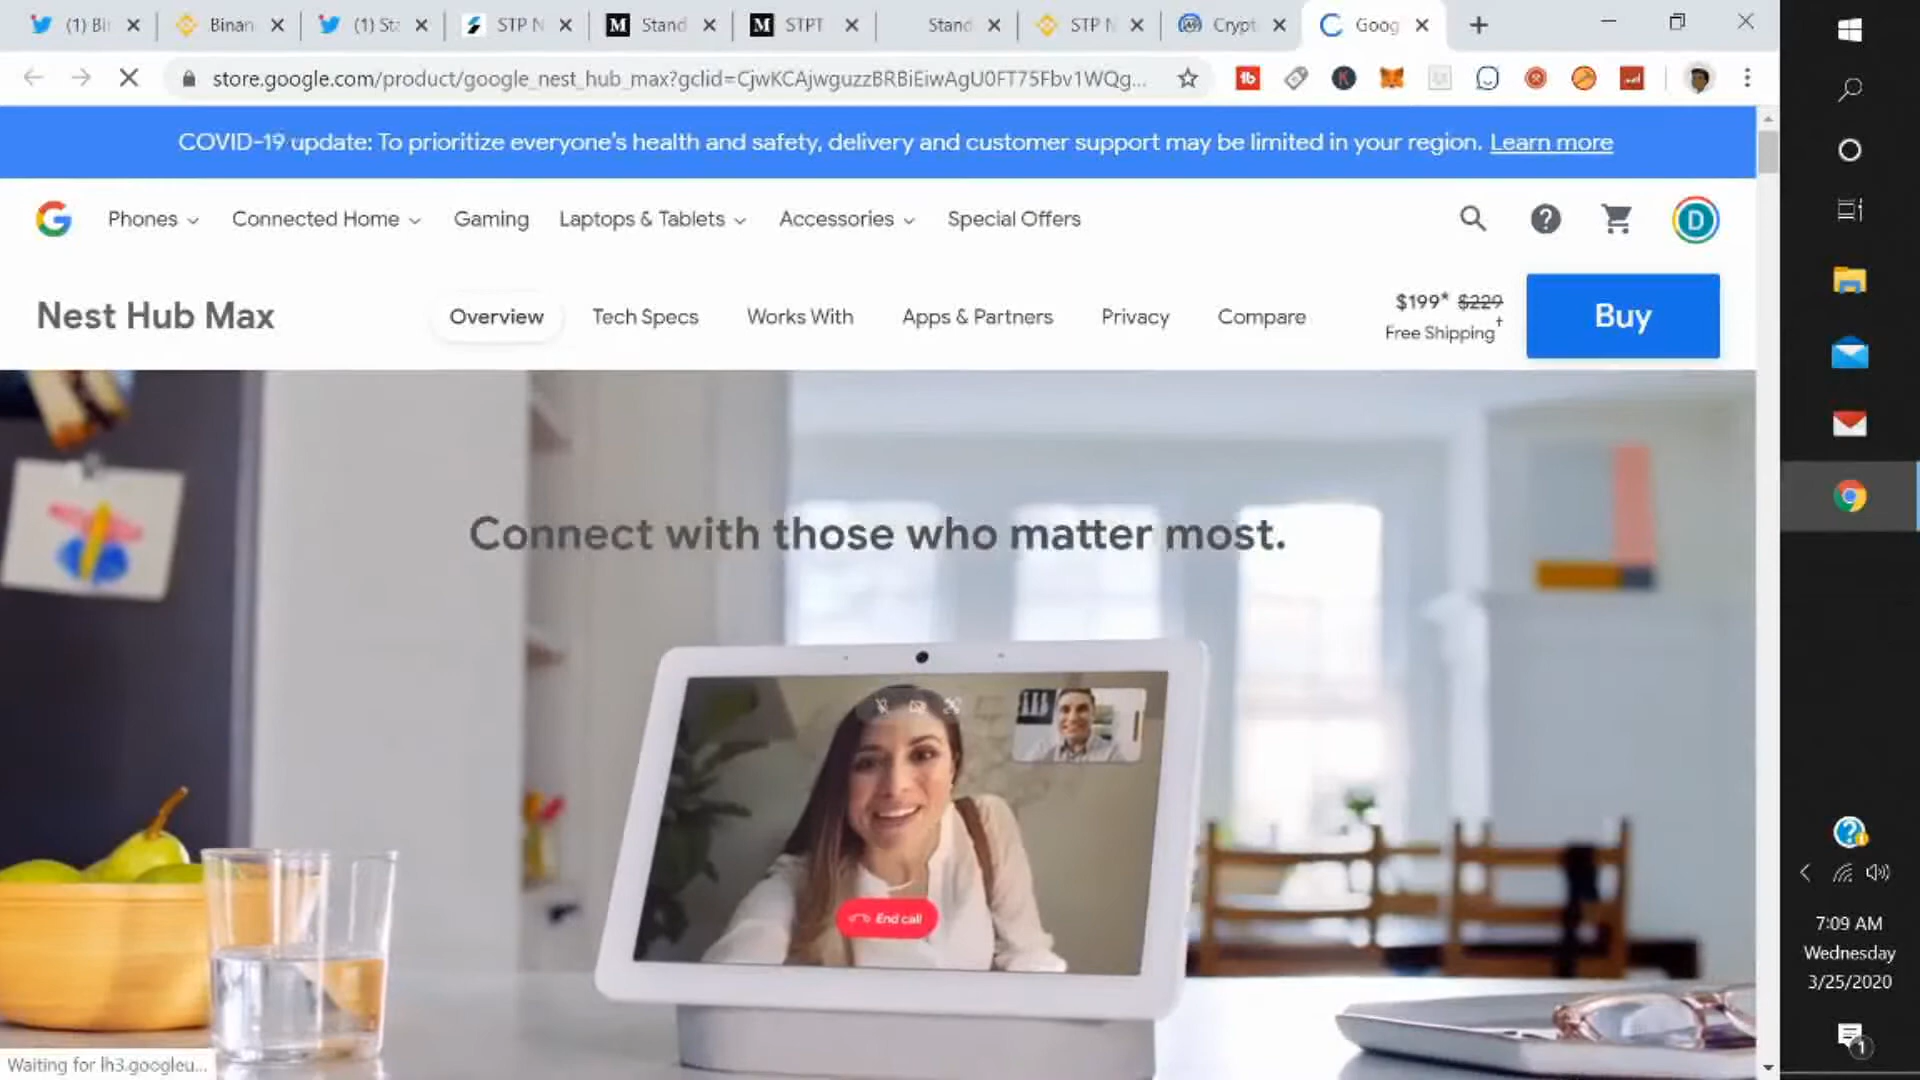 (1) Bi
Binan
(1) Sta
STP N
Stand
STPT
Stand
STP N
Crypt
Goog
store.google.com/product/google_nest_hub_max?gclid=CjwKCAjwguzzBRBiEiwAgU0FT75Fbv1WQg...
COVID-19 update: To prioritize everyone's health and safety, delivery and customer support may be limited in your region. Learn more
Phones
Connected Home
Gaming
Laptops & Tablets
Accessories
Special Offers
D
Nest Hub Max
Overview
Tech Specs
Works With
Apps & Partners
Privacy
Compare
$199* $229
Free Shipping†
Buy
Connect with those who matter most.
End call
Waiting for lh3.googleu...
7:09 AM
Wednesday
3/25/2020
1